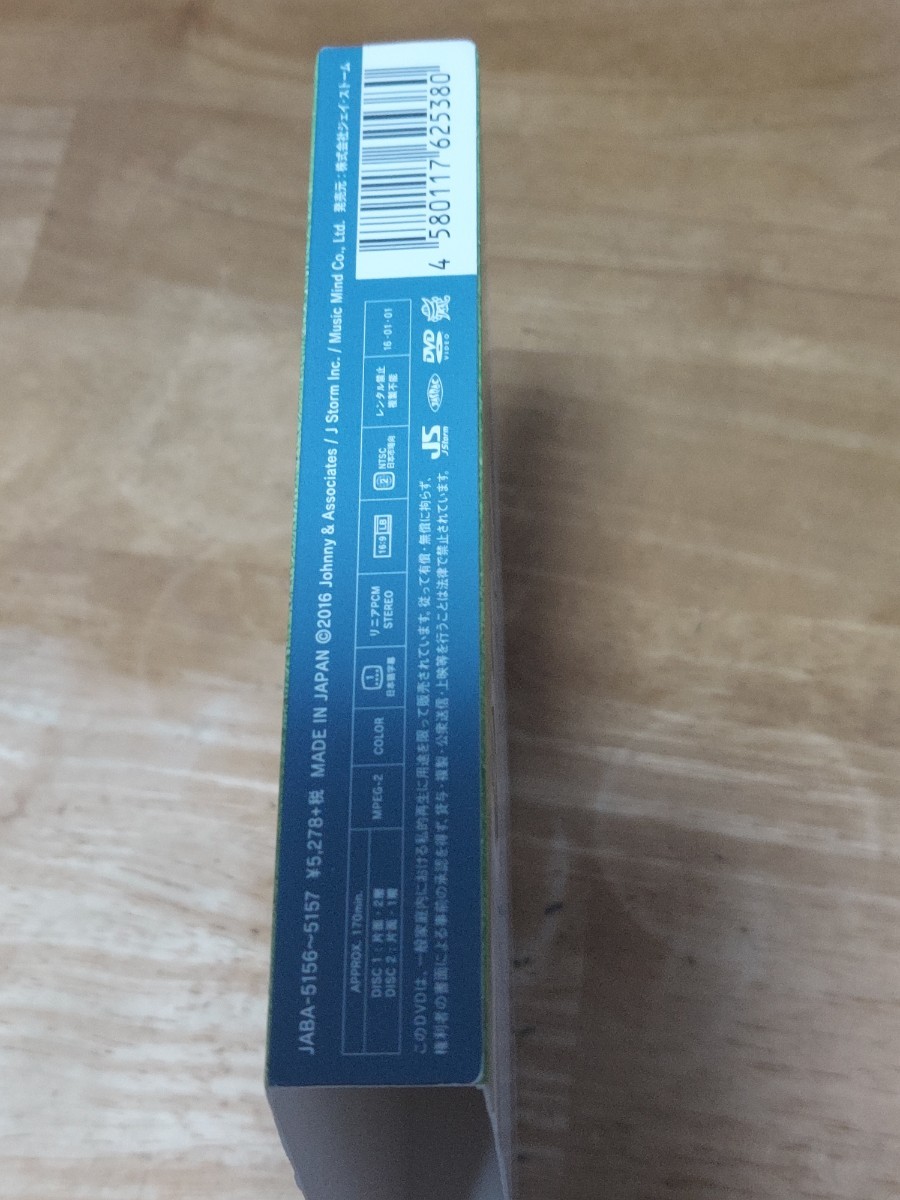 JABA-5156~5157 ¥5,278+税 MADE IN JAPAN ©2016 Johnny & Associates / J Storm Inc. / Music Mind Co., Ltd. 発売元:株式会社ジェイ・ストーム
APPROX. 170min.
DISC 1:片面・2層
DISC 2:片面・1層
MPEG-2
COLOR
1
日本語字幕
リニアPCM
STEREO
16:9 LB
2
NTSC
日本市場向
レンタル禁止
複製不能
16・01・01
このDVDは、一般家庭内における私的再生に用途を限って販売されています。従って有償・無償に拘らず、
権利者の書面による事前の承認を得ず、貸与・複製・公衆送信・上映等を行うことは法律で禁止されています。
JS
J Storm
DVD
VIDEO
4 580117 625380